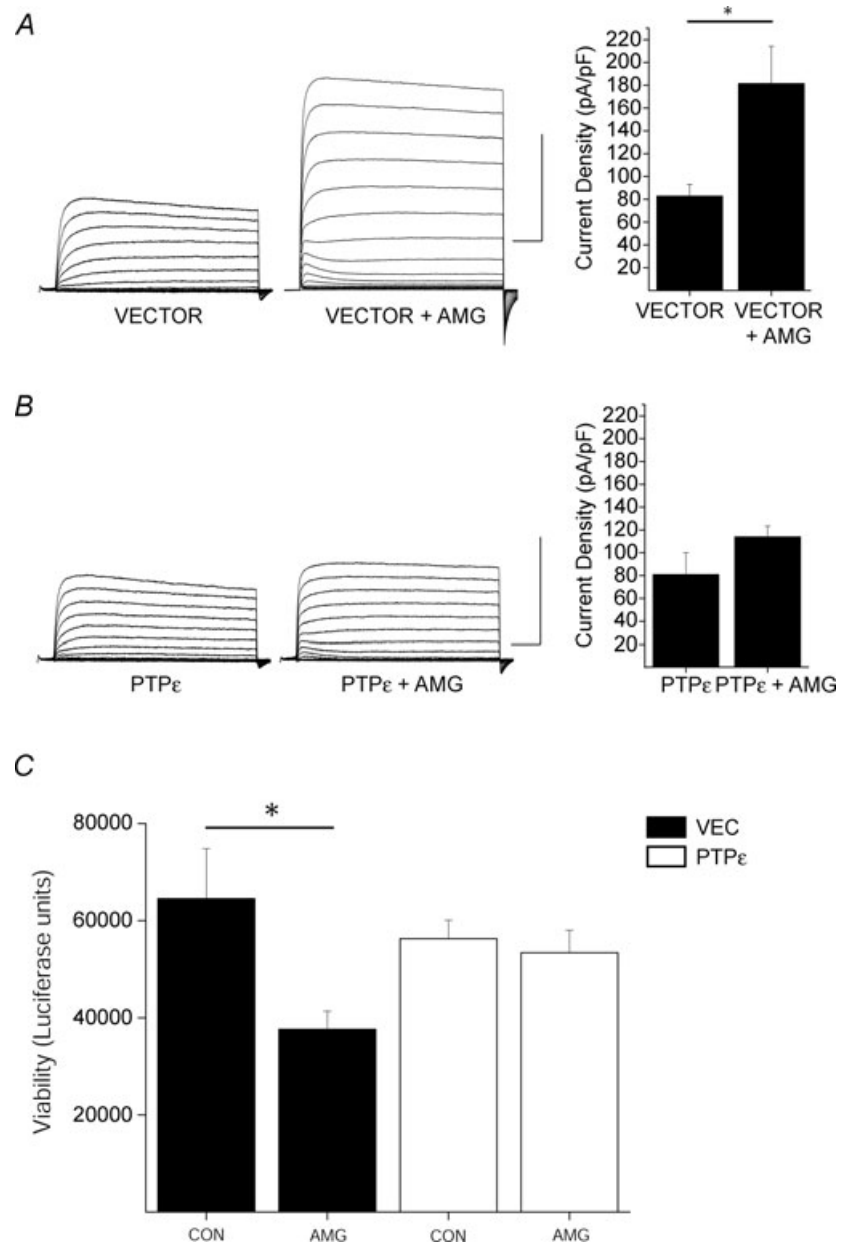 A
VECTOR
VECTOR + AMG
Current Density (pA/pF)
220
200
180
160
140
120
100
80
60
40
20
*
VECTOR
VECTOR
+ AMG
B
PTPε
PTPε + AMG
Current Density (pA/pF)
220
200
180
160
140
120
100
80
60
40
20
PTPε
PTPε + AMG
C
Viability (Luciferase units)
80000
60000
40000
20000
*
CON
AMG
CON
AMG
VEC
PTPε